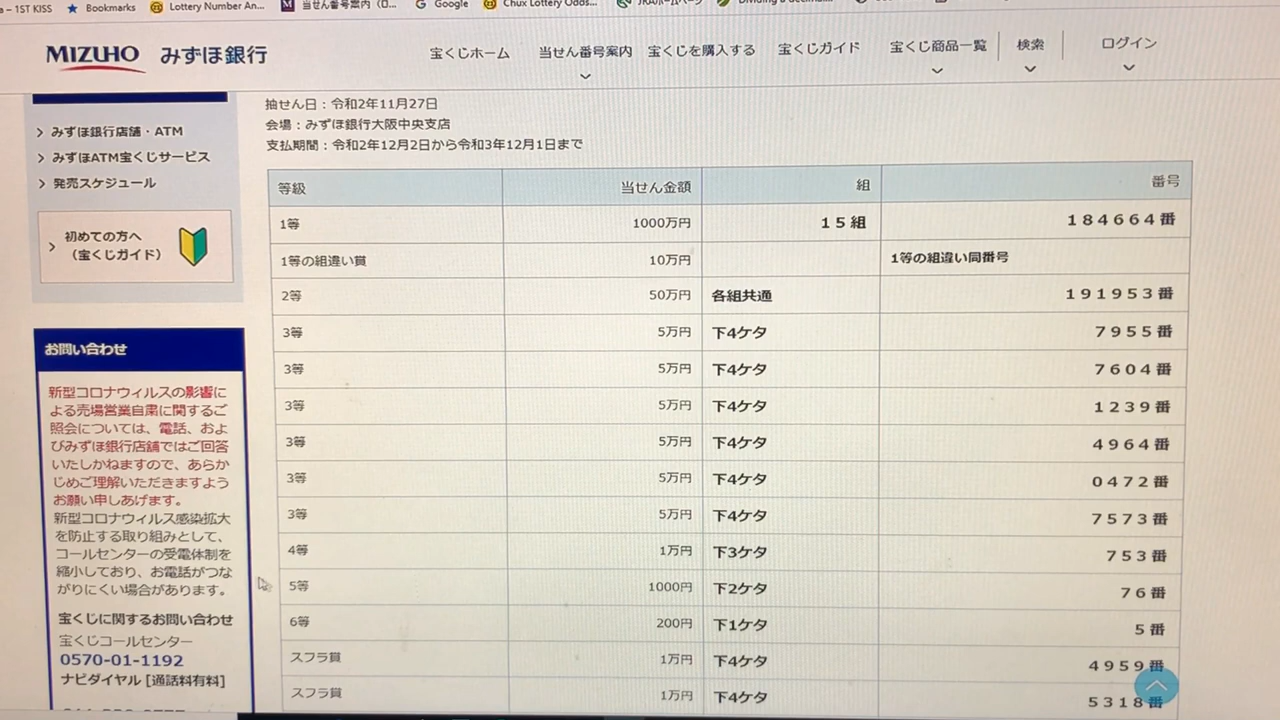 – 1ST KISS
Bookmarks
Lottery Number An...
Google
Chux Lottery Odds...
MIZUHO みずほ銀行
宝くじホーム
当せん番号案内
宝くじを購入する
宝くじガイド
宝くじ商品一覧
検索
ログイン
みずほ銀行店舗・ATM
みずほATM宝くじサービス
発売スケジュール
初めての方へ
（宝くじガイド）
お問い合わせ
新型コロナウィルスの影響に
よる売場営業自粛に関するご
照会については、電話、およ
びみずほ銀行店舗ではご回答
いたしかねますので、あらか
じめご理解いただきますよう
お願い申しあげます。
新型コロナウィルス感染拡大
を防止する取り組みとして、
コールセンターの受電体制を
縮小しており、お電話がつな
がりにくい場合があります。
宝くじに関するお問い合わせ
宝くじコールセンター
0570-01-1192
ナビダイヤル [通話料有料]
抽せん日：令和2年11月27日
会場：みずほ銀行大阪中央支店
支払期間：令和2年12月2日から令和3年12月1日まで
等級 当せん金額 組 番号
1等 1000万円 15組 184664番
1等の組違い賞 10万円 1等の組違い同番号
2等 50万円 各組共通 191953番
3等 5万円 下4ケタ 7955番
3等 5万円 下4ケタ 7604番
3等 5万円 下4ケタ 1239番
3等 5万円 下4ケタ 4964番
3等 5万円 下4ケタ 0472番
3等 5万円 下4ケタ 7573番
4等 1万円 下3ケタ 753番
5等 1000円 下2ケタ 76番
6等 200円 下1ケタ 5番
スフラ賞 1万円 下4ケタ 4959番
スフラ賞 1万円 下4ケタ 5318番